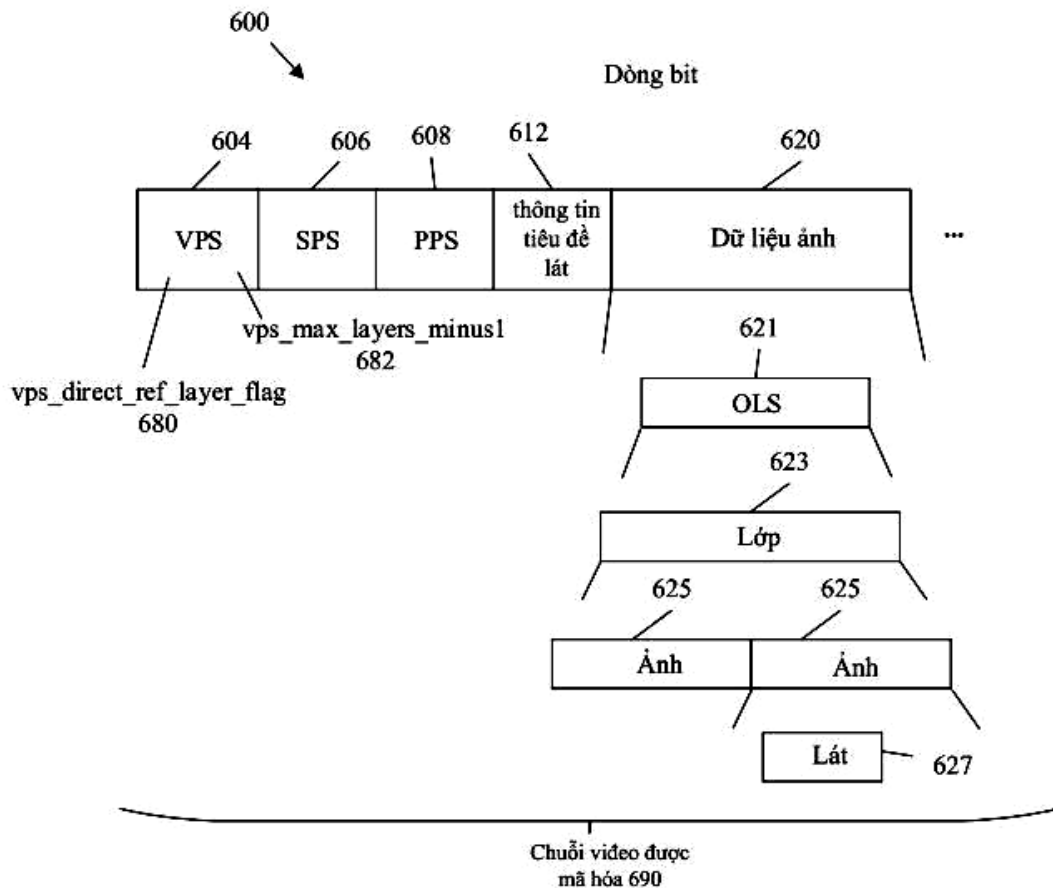 600
Dòng bit
604
606
608
612
620
VPS
SPS
PPS
thông tin
tiêu đề
lát
Dữ liệu ảnh
...
vps_max_layers_minus1
682
vps_direct_ref_layer_flag
680
621
OLS
623
Lớp
625
625
Ảnh
Ảnh
Lát
627
Chuỗi video được
mã hóa 690